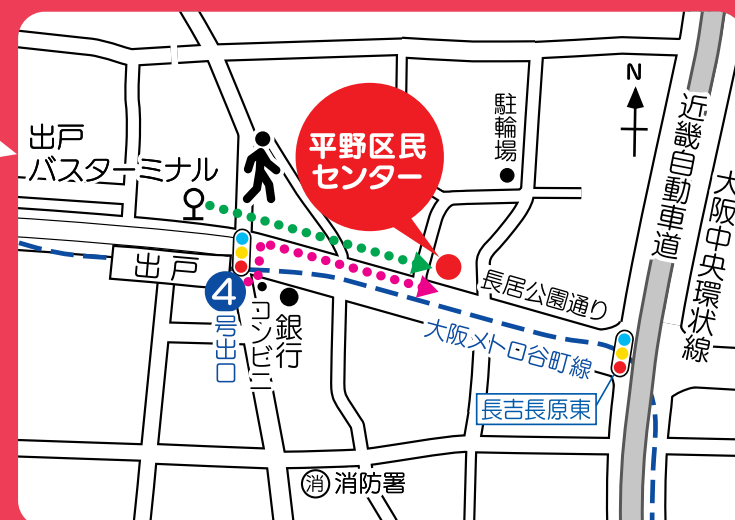 出戸
バスターミナル
平野区民
センター
駐輪場
N
近畿自動車道
大阪中央環状線
出戸
4
号出口
コンビニ
銀行
長居公園通り
大阪メトロ谷町線
長吉長原東
消 消防署